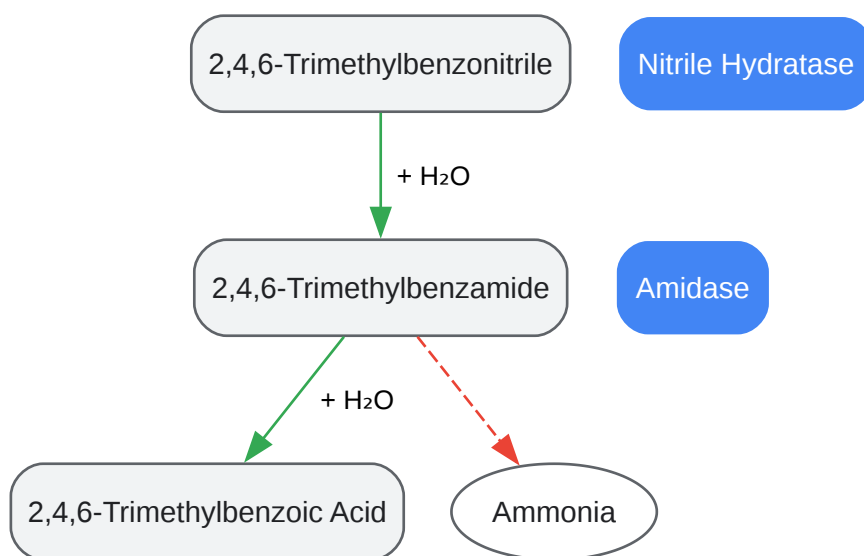 2,4,6-Trimethylbenzonitrile
Nitrile Hydratase
+ H₂O
2,4,6-Trimethylbenzamide
Amidase
+ H₂O
2,4,6-Trimethylbenzoic Acid
Ammonia